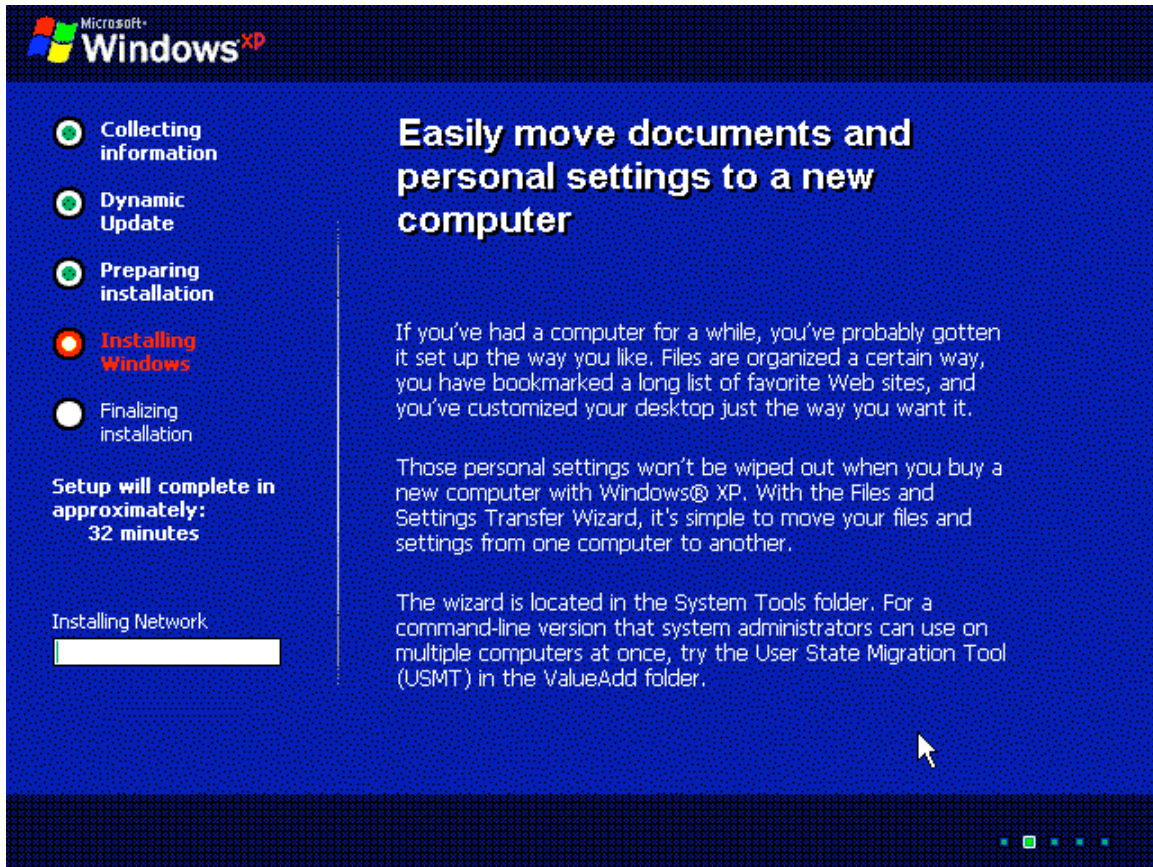 Microsoft
Windows xp
Collecting
information
Dynamic
Update
Preparing
installation
Installing
Windows
Finalizing
installation
Setup will complete in
approximately:
32 minutes
Installing Network
Easily move documents and
personal settings to a new
computer
If you've had a computer for a while, you've probably gotten
it set up the way you like. Files are organized a certain way,
you have bookmarked a long list of favorite Web sites, and
you've customized your desktop just the way you want it.
Those personal settings won't be wiped out when you buy a
new computer with Windows® XP. With the Files and
Settings Transfer Wizard, it's simple to move your files and
settings from one computer to another.
The wizard is located in the System Tools folder. For a
command-line version that system administrators can use on
multiple computers at once, try the User State Migration Tool
(USMT) in the ValueAdd folder.